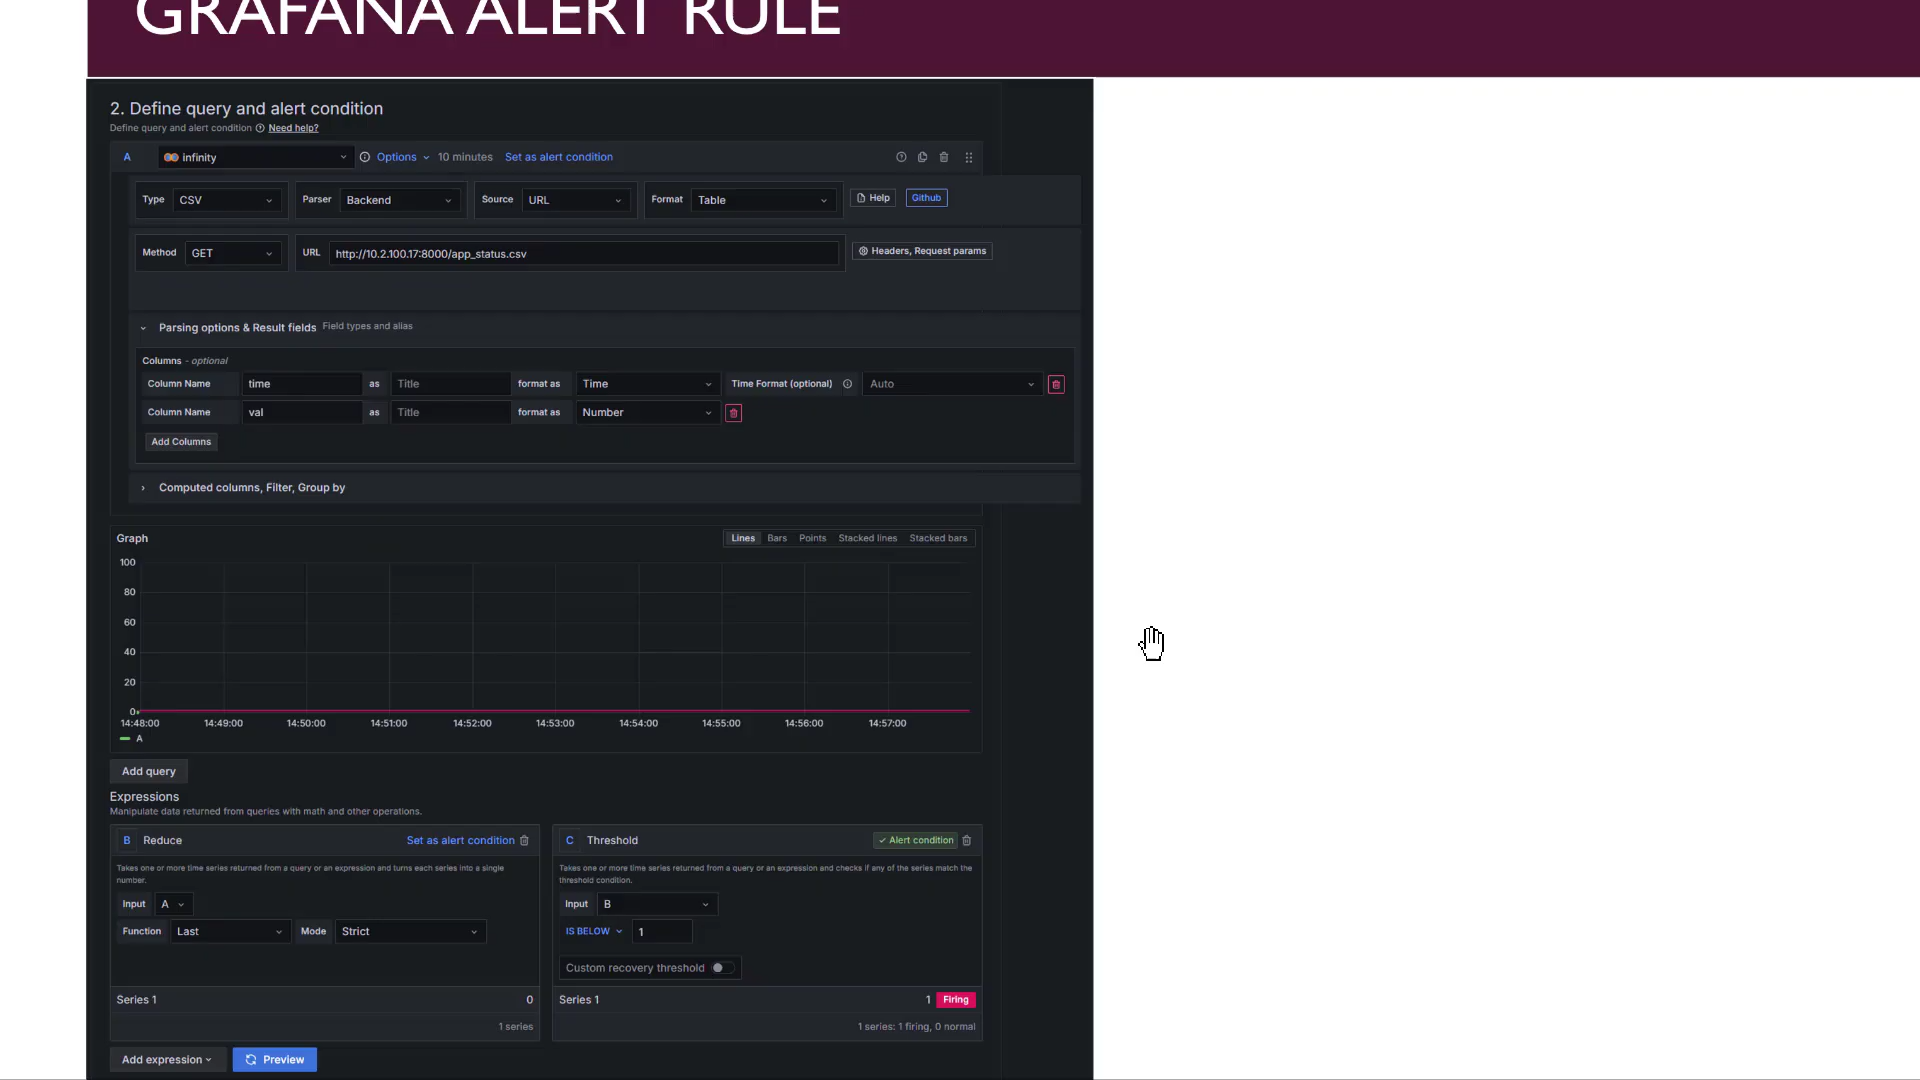 GRAFANA ALERT RULE
2. Define query and alert condition
Define query and alert condition Need help?
A infinity Options 10 minutes Set as alert condition
Type CSV Parser Backend Source URL Format Table Help Github
Method GET URL http://10.2.100.17:8000/app_status.csv Headers, Request params
Parsing options & Result fields Field types and alias
Columns - optional
Column Name time as Title format as Time Time Format (optional) Auto
Column Name val as Title format as Number
Add Columns
Computed columns, Filter, Group by
Graph Lines Bars Points Stacked lines Stacked bars
100
80
60
40
20
0
14:48:00 14:49:00 14:50:00 14:51:00 14:52:00 14:53:00 14:54:00 14:55:00 14:56:00 14:57:00
A
Add query
Expressions
Manipulate data returned from queries with math and other operations.
B Reduce Set as alert condition
Takes one or more time series returned from a query or an expression and turns each series into a single
number.
Input A
Function Last Mode Strict
Series 1 0
1 series
C Threshold Alert condition
Takes one or more time series returned from a query or an expression and checks if any of the series match the
threshold condition.
Input B
IS BELOW 1
Custom recovery threshold
Series 1 1 Firing
1 series: 1 firing, 0 normal
Add expression Preview